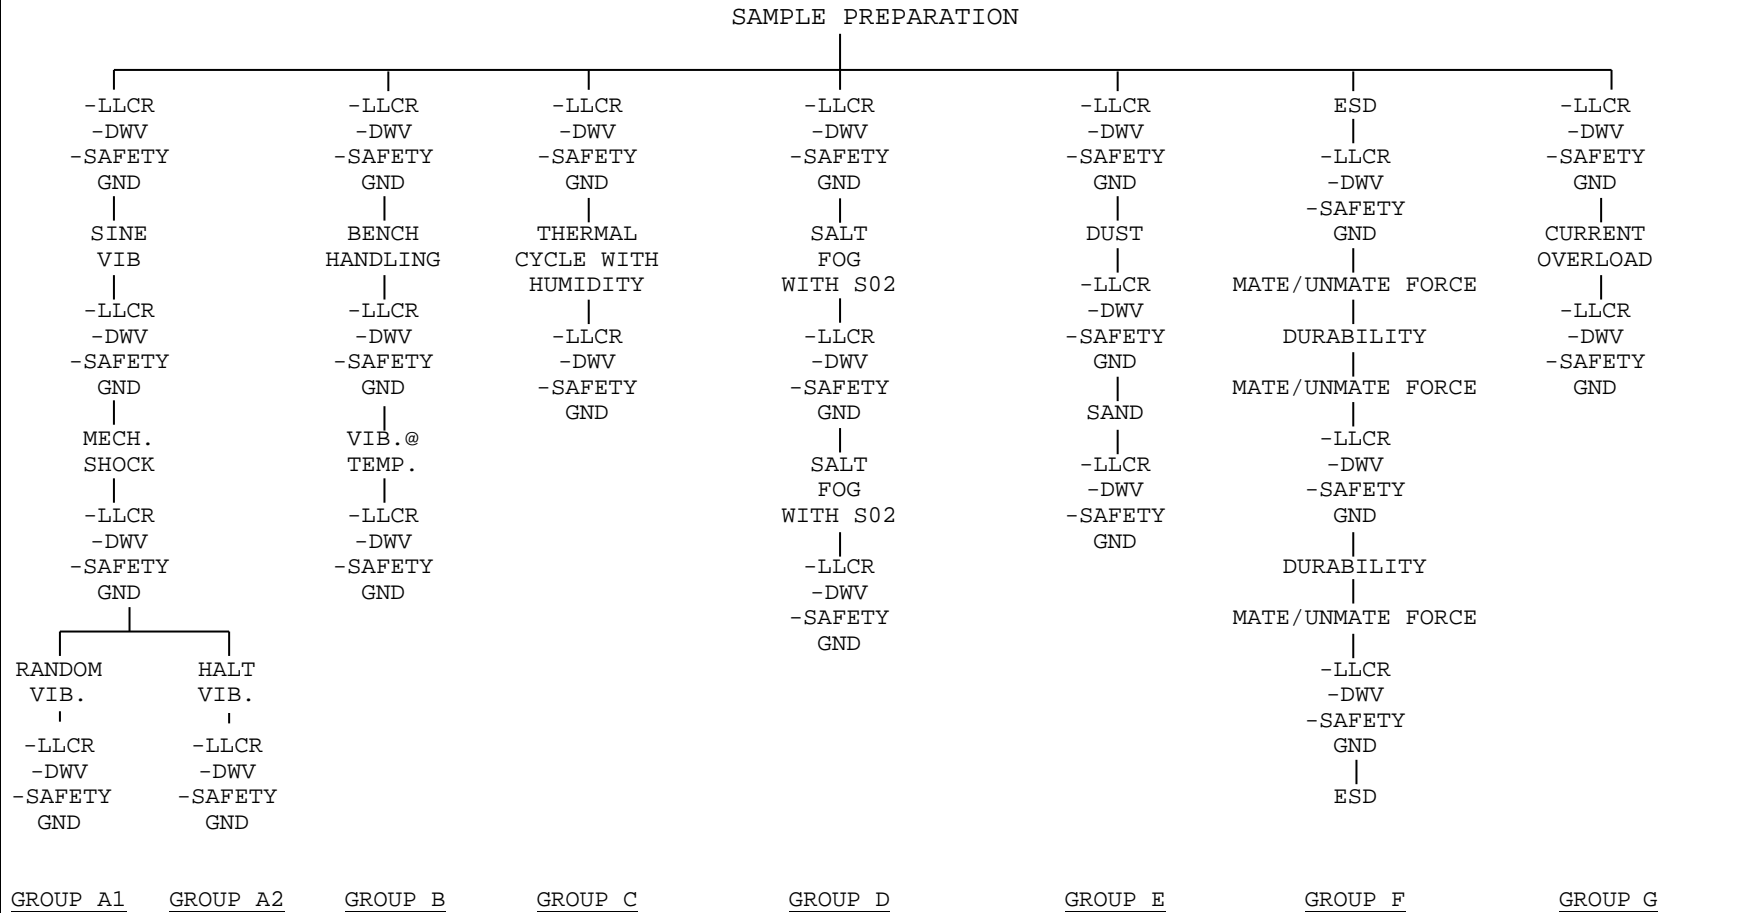 SAMPLE PREPARATION
-LLCR
-DWV
-SAFETY
GND
SINE
VIB
-LLCR
-DWV
-SAFETY
GND
MECH.
SHOCK
-LLCR
-DWV
-SAFETY
GND
RANDOM
VIB.
-LLCR
-DWV
-SAFETY
GND
GROUP A1
HALT
VIB.
-LLCR
-DWV
-SAFETY
GND
GROUP A2
-LLCR
-DWV
-SAFETY
GND
BENCH
HANDLING
-LLCR
-DWV
-SAFETY
GND
VIB.@
TEMP.
-LLCR
-DWV
-SAFETY
GND
GROUP B
-LLCR
-DWV
-SAFETY
GND
THERMAL
CYCLE WITH
HUMIDITY
-LLCR
-DWV
-SAFETY
GND
GROUP C
-LLCR
-DWV
-SAFETY
GND
SALT
FOG
WITH S02
-LLCR
-DWV
-SAFETY
GND
SALT
FOG
WITH S02
-LLCR
-DWV
-SAFETY
GND
GROUP D
-LLCR
-DWV
-SAFETY
GND
DUST
-LLCR
-DWV
-SAFETY
GND
SAND
-LLCR
-DWV
-SAFETY
GND
GROUP E
ESD
-LLCR
-DWV
-SAFETY
GND
MATE/UNMATE FORCE
DURABILITY
MATE/UNMATE FORCE
-LLCR
-DWV
-SAFETY
GND
DURABILITY
MATE/UNMATE FORCE
-LLCR
-DWV
-SAFETY
GND
ESD
GROUP F
-LLCR
-DWV
-SAFETY
GND
CURRENT
OVERLOAD
-LLCR
-DWV
-SAFETY
GND
GROUP G